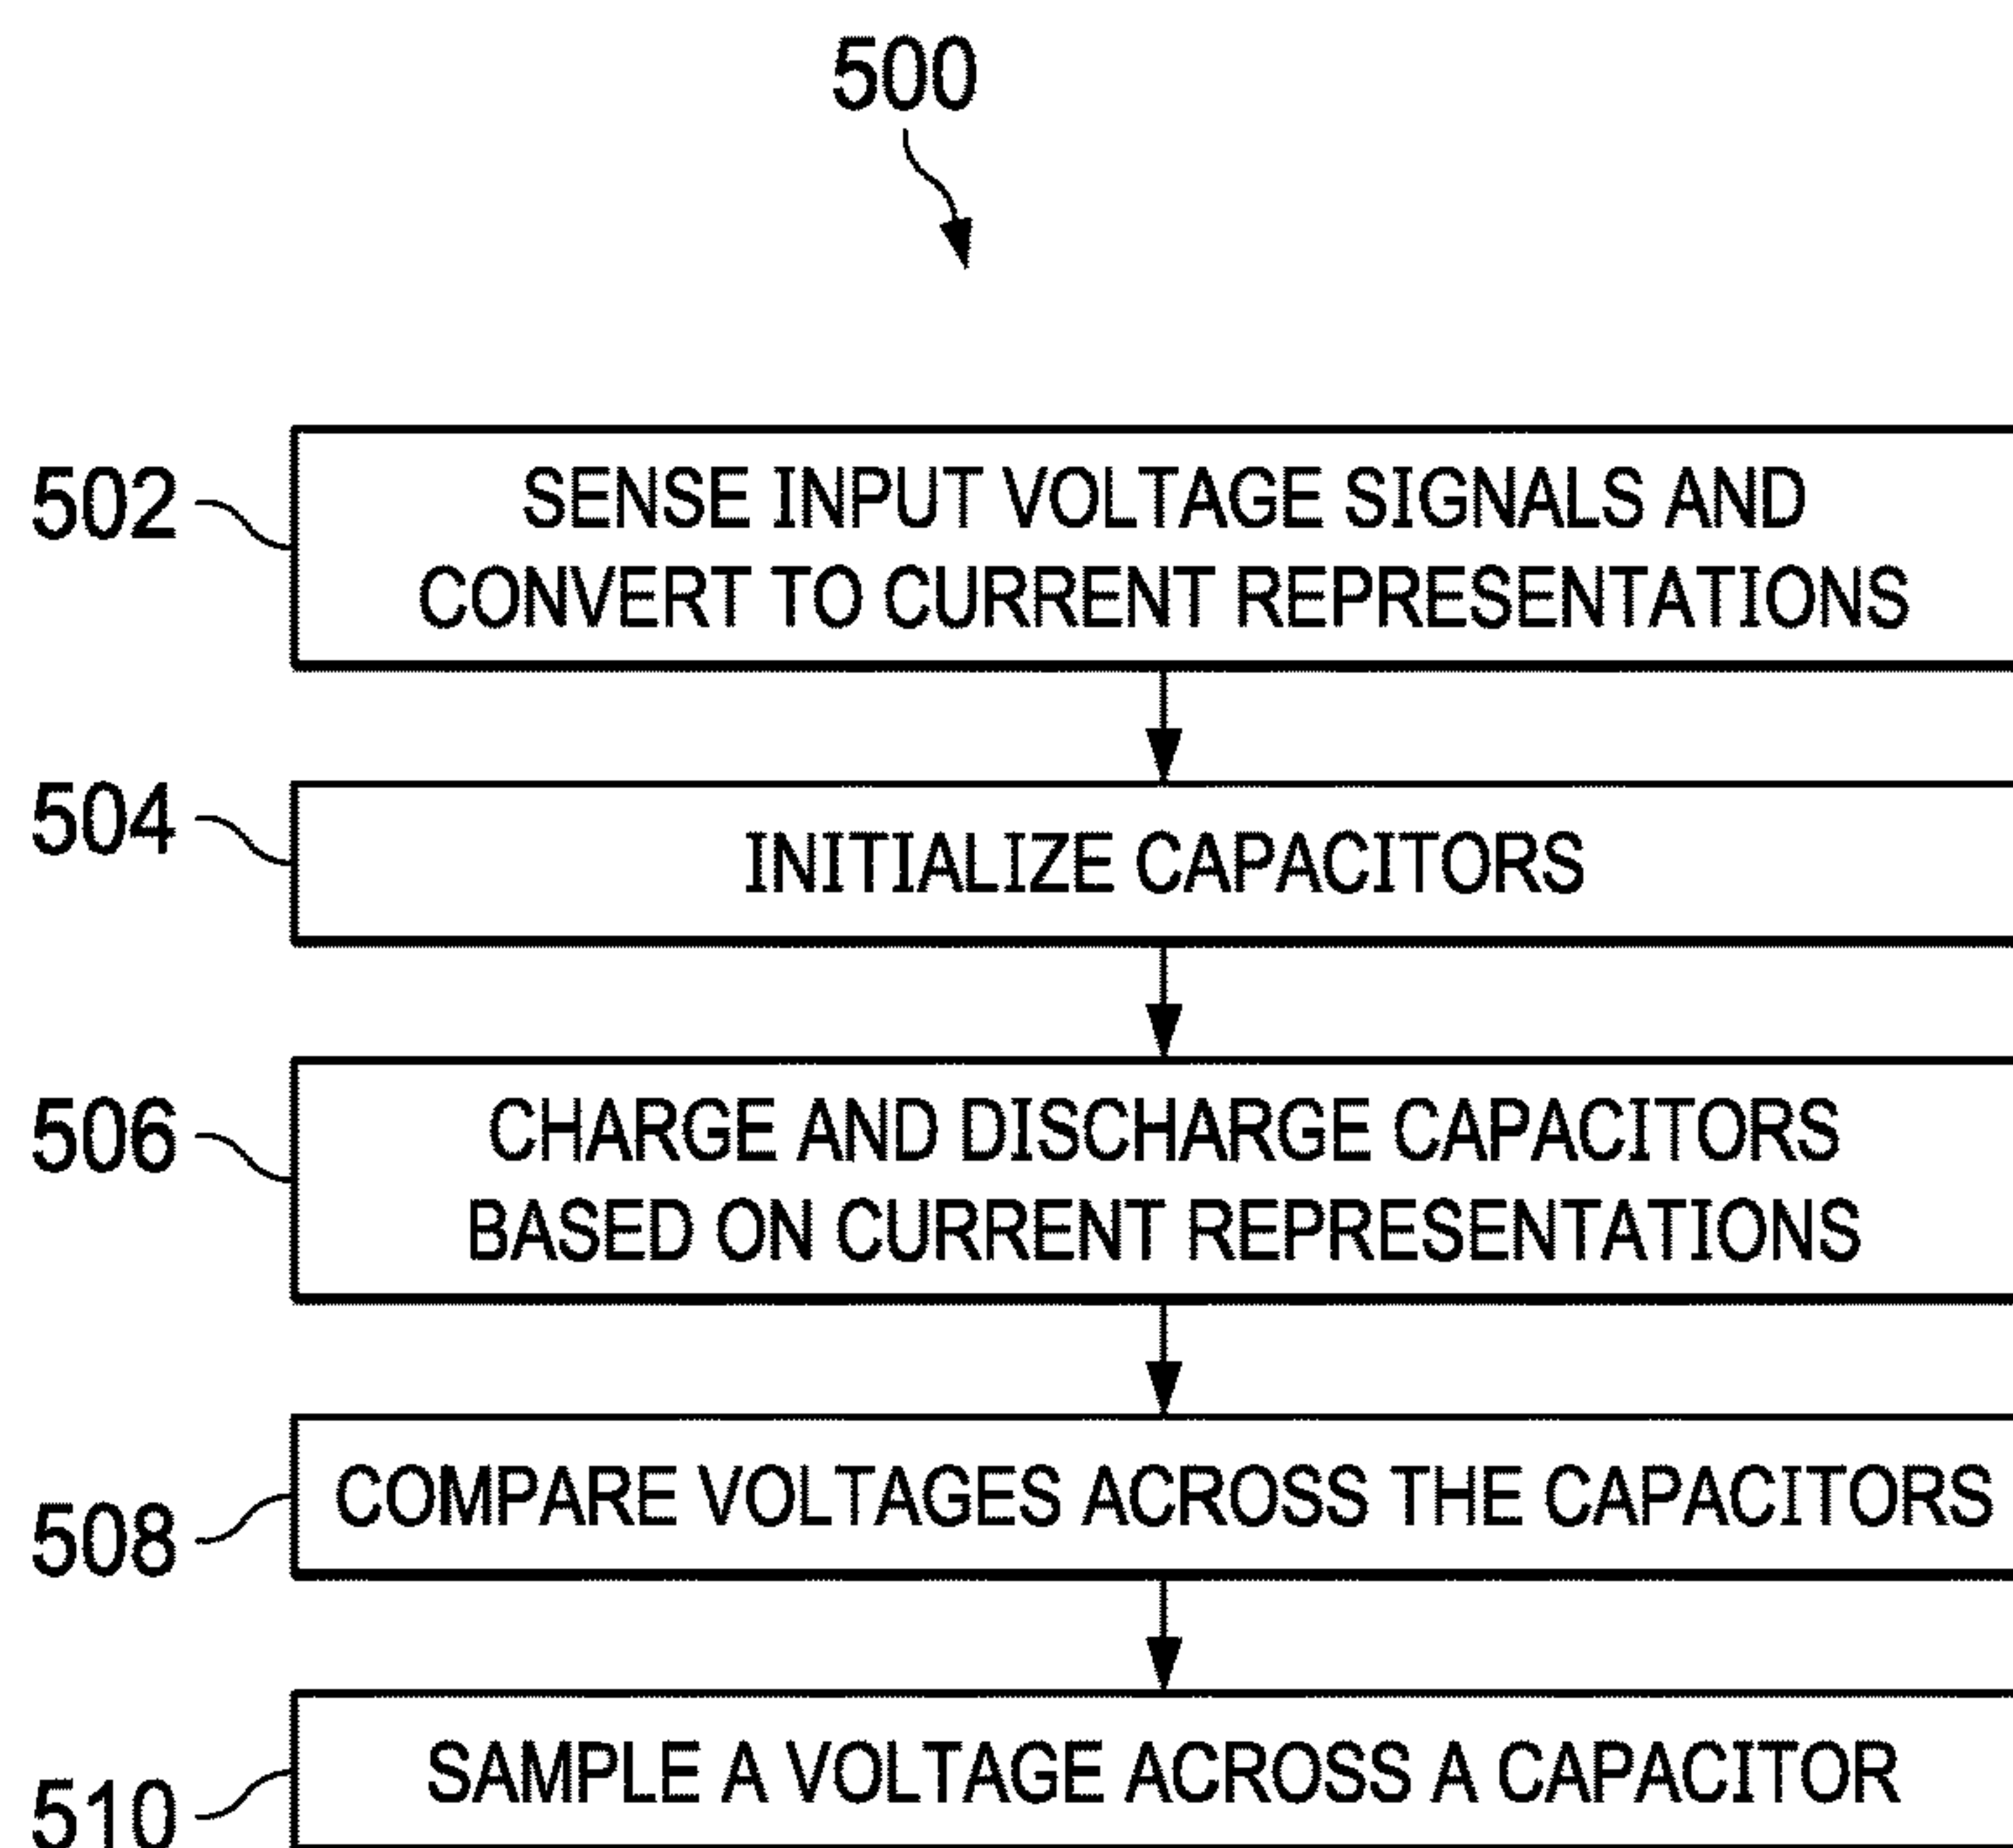 500
502
SENSE INPUT VOLTAGE SIGNALS AND
CONVERT TO CURRENT REPRESENTATIONS
504
INITIALIZE CAPACITORS
506
CHARGE AND DISCHARGE CAPACITORS
BASED ON CURRENT REPRESENTATIONS
508
COMPARE VOLTAGES ACROSS THE CAPACITORS
510
SAMPLE A VOLTAGE ACROSS A CAPACITOR